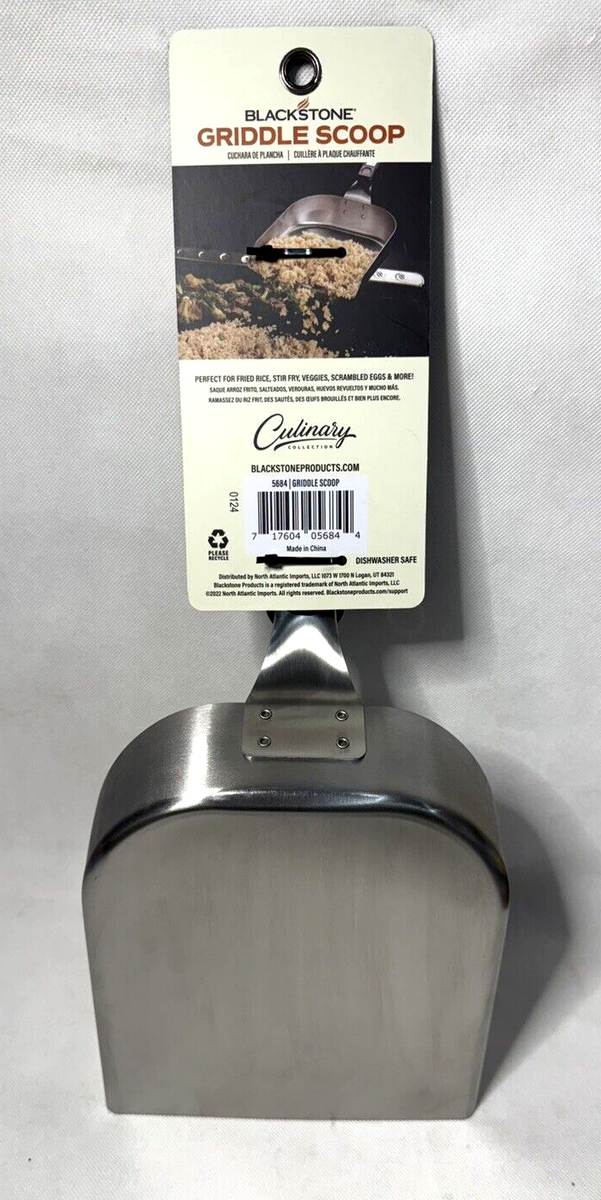 BLACKSTONE®
GRIDDLE SCOOP
CUCHARA DE PLANCHA | CUILLÈRE À PLAQUE CHAUFFANTE
PERFECT FOR FRIED RICE, STIR FRY, VEGGIES, SCRAMBLED EGGS & MORE!
SAQUE ARROZ FRITO, SALTEADOS, VERDURAS, HUEVOS REVUELTOS Y MUCHO MÁS.
RAMASSEZ DU RIZ FRIT, DES SAUTÉS, DES ŒUFS BROUILLÉS ET BIEN PLUS ENCORE.
Culinary
COLLECTION
BLACKSTONEPRODUCTS.COM
5684 | GRIDDLE SCOOP
0124
7 17604 05684 4
Made in China
PLEASE
RECYCLE
DISHWASHER SAFE
Distributed by North Atlantic Imports, LLC 1073 W 1700 N Logan, UT 84321
Blackstone Products is a registered trademark of North Atlantic Imports, LLC
©2022 North Atlantic Imports. All rights reserved. Blackstoneproducts.com/support